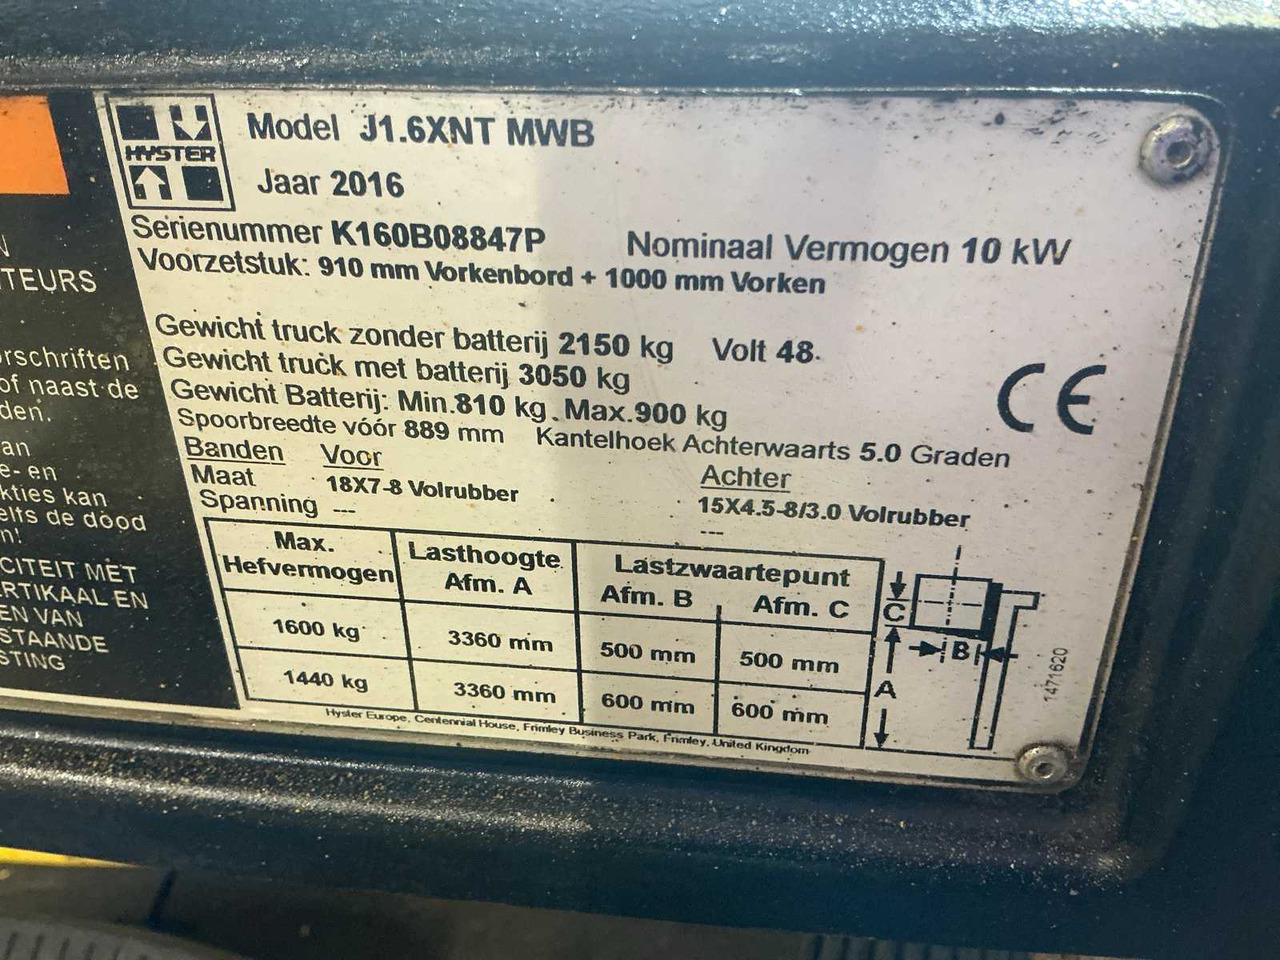 HYSTER
Model J1.6XNT MWB
Jaar 2016
Serienummer K160B08847P Nominaal Vermogen 10 kW
Voorzetstuk: 910 mm Vorkenbord + 1000 mm Vorken
Gewicht truck zonder batterij 2150 kg Volt 48
Gewicht truck met batterij 3050 kg
Gewicht Batterij: Min.810 kg Max.900 kg
Spoorbreedte vóór 889 mm Kantelhoek Achterwaarts 5.0 Graden
Banden Voor Achter
Maat 18X7-8 Volrubber 15X4.5-8/3.0 Volrubber
Spanning --- ---
Max. Hefvermogen Lasthoogte Afm. A Lastzwaartepunt Afm. B Afm. C
1600 kg 3360 mm 500 mm 500 mm
1440 kg 3360 mm 600 mm 600 mm
Hyster Europe, Centennial House, Frimley Business Park, Frimley, United Kingdom
CE
C
B
A
1471620
TEURS
rschriften
of naast de
den.
an
e- en
kties kan
elts de dood
n!
CITEIT MET
RTIKAAL EN
EN VAN
STAANDE
STING